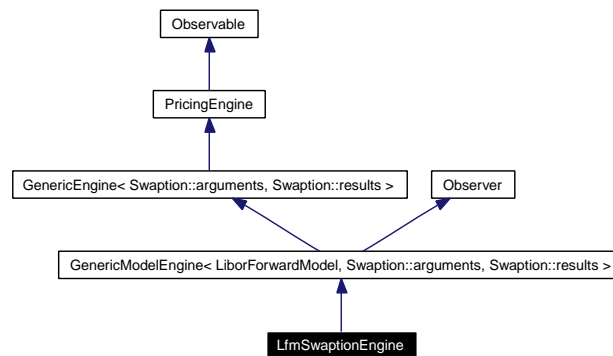 Observable
PricingEngine
GenericEngine< Swaption::arguments, Swaption::results >
Observer
GenericModelEngine< LiborForwardModel, Swaption::arguments, Swaption::results >
LfmSwaptionEngine